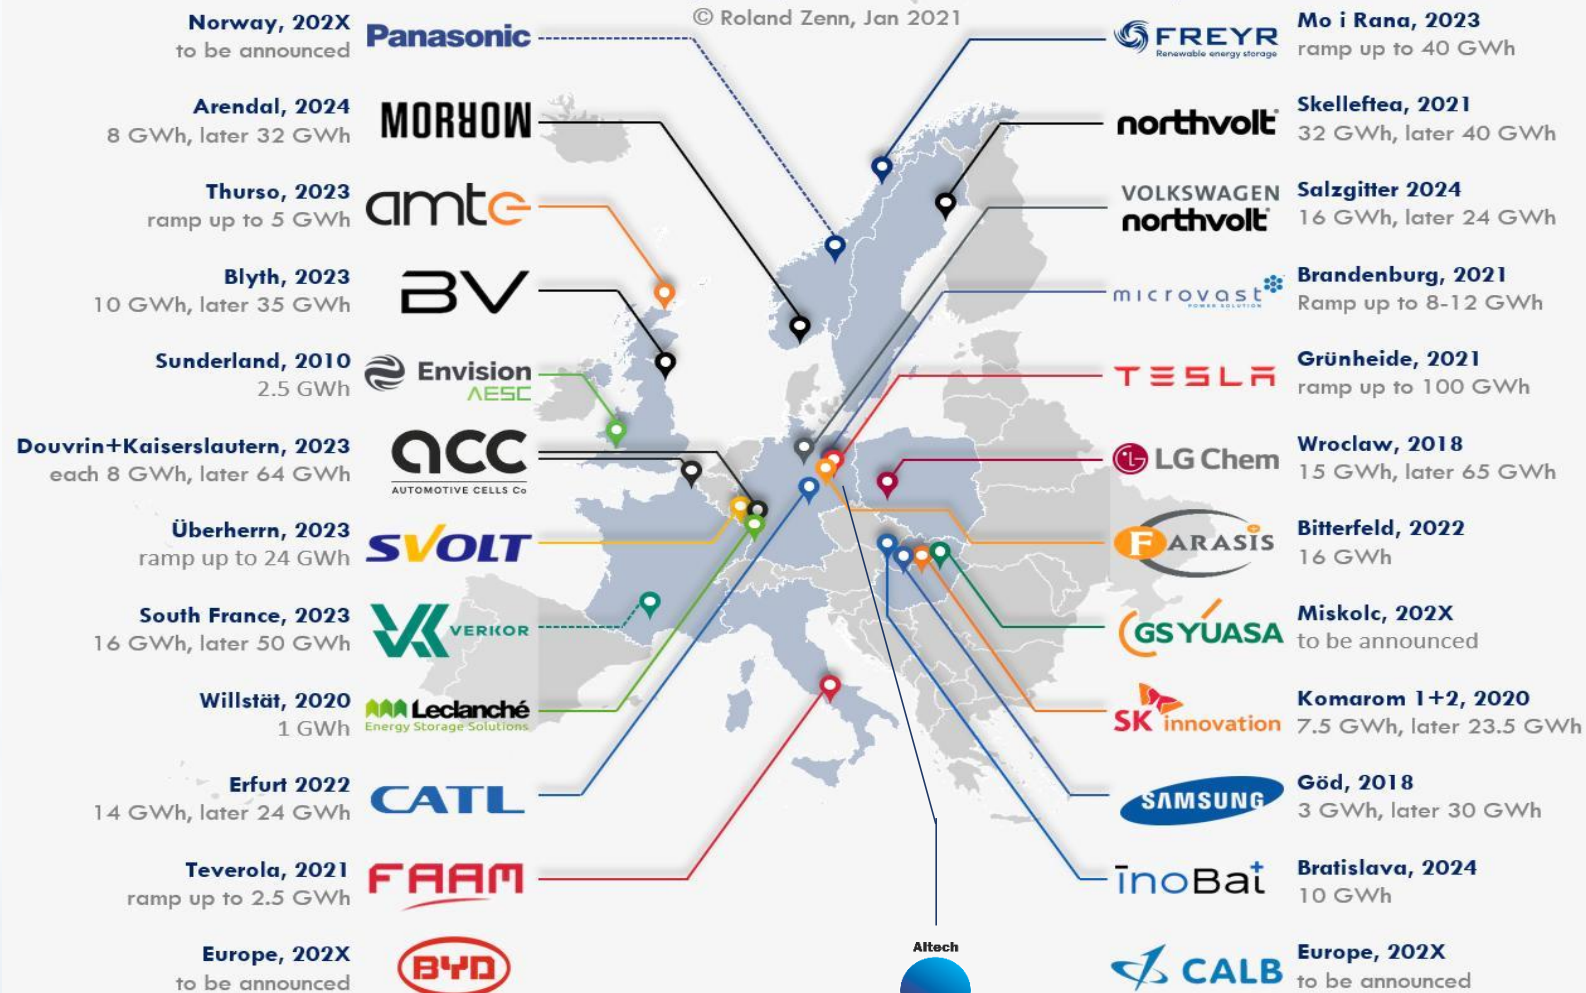 © Roland Zenn, Jan 2021
Norway, 202X
to be announced
Panasonic
Arendal, 2024
8 GWh, later 32 GWh
MORROW
Thurso, 2023
ramp up to 5 GWh
amte
Blyth, 2023
10 GWh, later 35 GWh
BV
Sunderland, 2010
2.5 GWh
Envision
AESC
Douvrin+Kaiserslautern, 2023
each 8 GWh, later 64 GWh
acc
AUTOMOTIVE CELLS Co
Überherrn, 2023
ramp up to 24 GWh
SVOLT
South France, 2023
16 GWh, later 50 GWh
VERKOR
Willstät, 2020
1 GWh
Leclanché
Energy Storage Solutions
Erfurt 2022
14 GWh, later 24 GWh
CATL
Teverola, 2021
ramp up to 2.5 GWh
FAAM
Europe, 202X
to be announced
BYD
Altech
FREYR
Renewable energy storage
Mo i Rana, 2023
ramp up to 40 GWh
northvolt
Skelleftea, 2021
32 GWh, later 40 GWh
VOLKSWAGEN
northvolt
Salzgitter 2024
16 GWh, later 24 GWh
microvast
POWER SOLUTION
Brandenburg, 2021
Ramp up to 8-12 GWh
TESLA
Grünheide, 2021
ramp up to 100 GWh
LG Chem
Wroclaw, 2018
15 GWh, later 65 GWh
FARASIS
Bitterfeld, 2022
16 GWh
GS YUASA
Miskolc, 202X
to be announced
SK innovation
Komarom 1+2, 2020
7.5 GWh, later 23.5 GWh
SAMSUNG
Göd, 2018
3 GWh, later 30 GWh
InoBat
Bratislava, 2024
10 GWh
CALB
Europe, 202X
to be announced